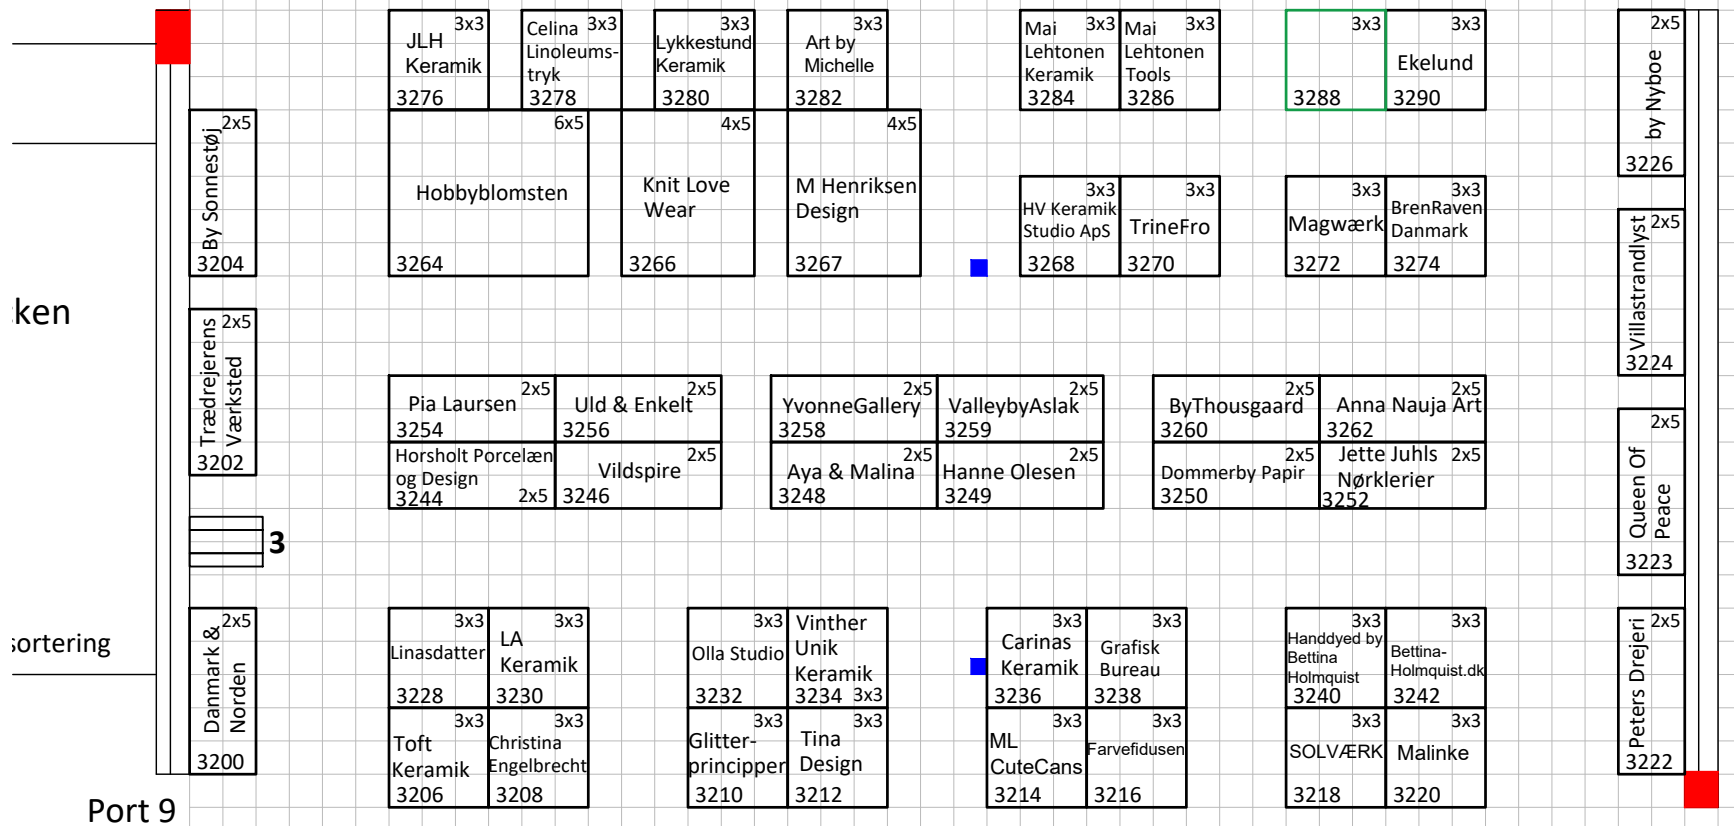 JLH
Keramik
3x3
3276
Celina
Linoleums-
tryk
3x3
3278
Lykkestund
Keramik
3x3
3280
Art by
Michelle
3x3
3282
Mai
Lehtonen
Keramik
3x3
3284
Mai
Lehtonen
Tools
3x3
3286
3x3
3288
3x3
Ekelund
3290
2x5
by Nyboe
3226
2x5
By Sonnestøj
3204
6x5
Hobbyblomsten
3264
4x5
Knit Love
Wear
3266
4x5
M Henriksen
Design
3267
3x3
HV Keramik
Studio ApS
3268
3x3
TrineFro
3270
3x3
Magwærk
3272
3x3
BrenRaven
Danmark
3274
2x5
Villastrandlyst
3224
ken
2x5
Trædrejerens
Værksted
3202
2x5
Pia Laursen
3254
2x5
Uld & Enkelt
3256
2x5
YvonneGallery
3258
2x5
ValleybyAslak
3259
2x5
ByThousgaard
3260
2x5
Anna Nauja Art
3262
Horsholt Porcelæn
og Design
3244
2x5
2x5
Vildspire
3246
2x5
Aya & Malina
3248
2x5
Hanne Olesen
3249
2x5
Dommerby Papir
3250
Jette Juhls
Nørklerier
2x5
3252
2x5
Queen Of
Peace
3223
3
sortering
2x5
Danmark &
Norden
3200
3x3
Linasdatter
3228
3x3
LA
Keramik
3230
3x3
Olla Studio
3232
Vinther
Unik
Keramik
3234
3x3
3x3
Carinas
Keramik
3236
3x3
Grafisk
Bureau
3238
3x3
Handdyed by
Bettina
Holmquist
3240
3x3
Bettina-
Holmquist.dk
3242
2x5
Peters Drejeri
3222
3x3
Toft
Keramik
3206
3x3
Christina
Engelbrecht
3208
3x3
Glitter-
principper
3210
3x3
Tina
Design
3212
3x3
ML
CuteCans
3214
3x3
Farvefidusen
3216
3x3
SOLVÆRK
3218
3x3
Malinke
3220
Port 9